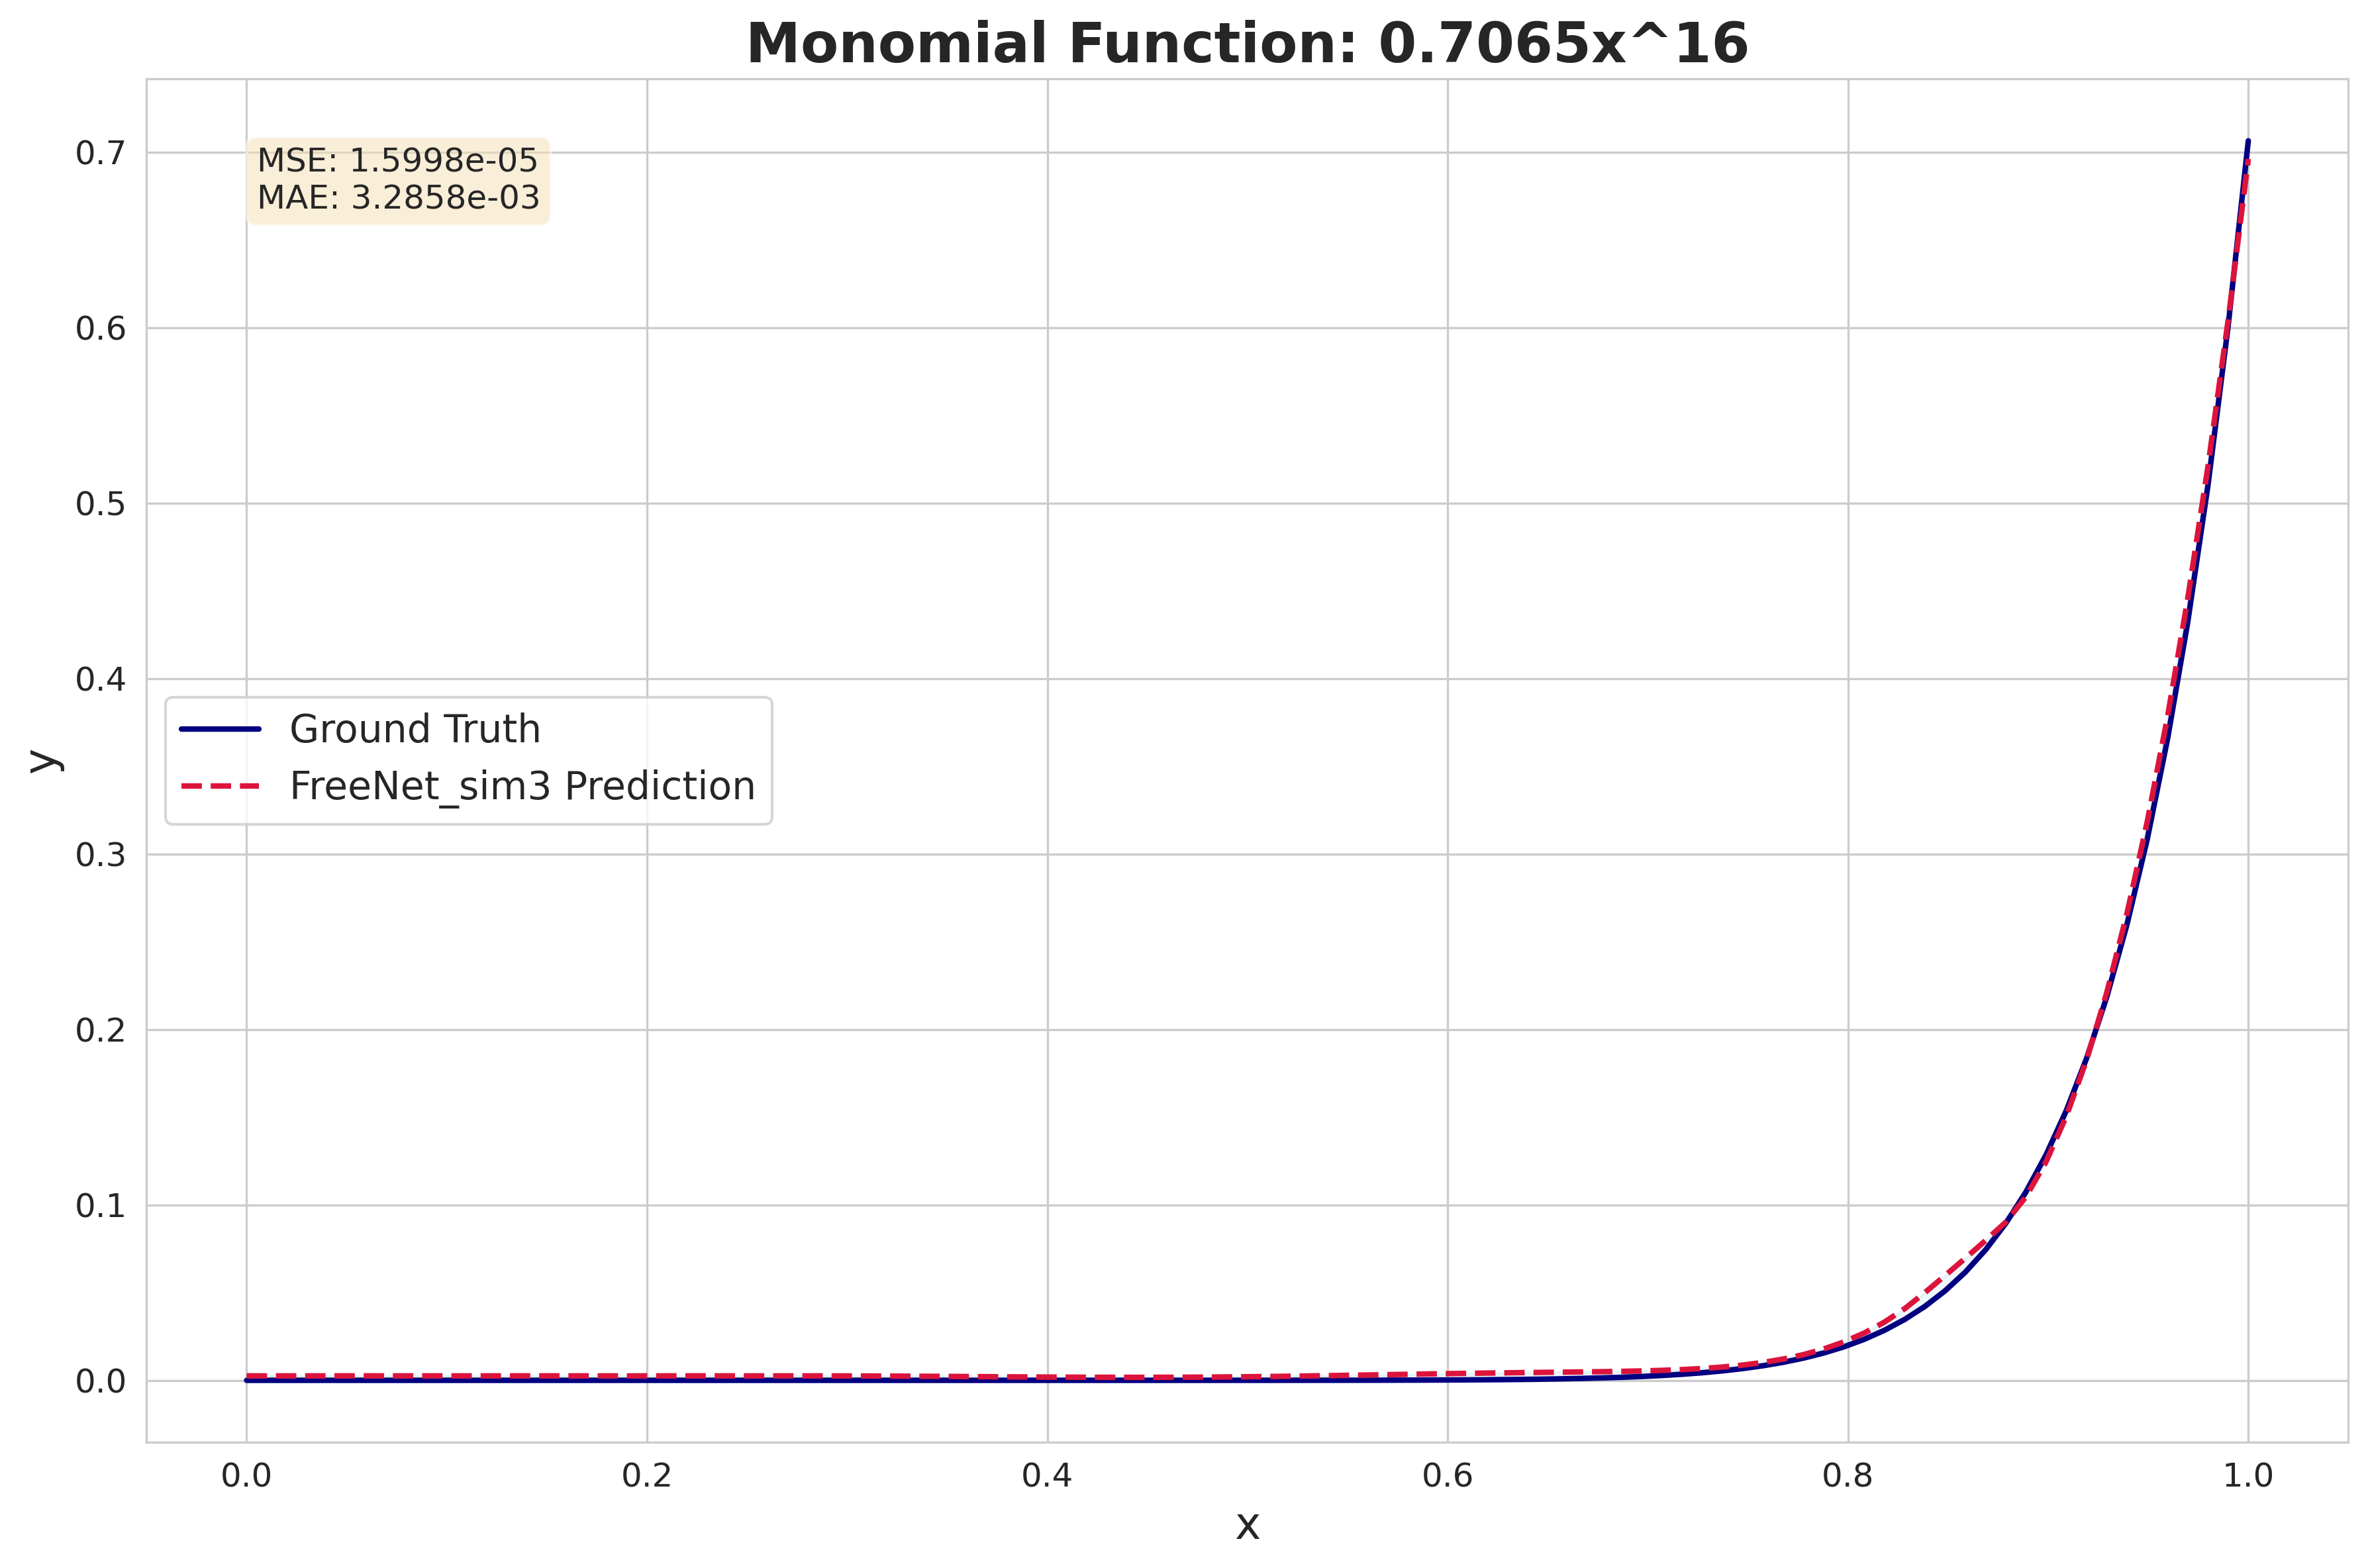 Monomial Function: 0.7065x^16
MSE: 1.5998e-05
MAE: 3.2858e-03
Ground Truth
FreeNet_sim3 Prediction
y
0.7
0.6
0.5
0.4
0.3
0.2
0.1
0.0
0.0 0.2 0.4 0.6 0.8 1.0
x